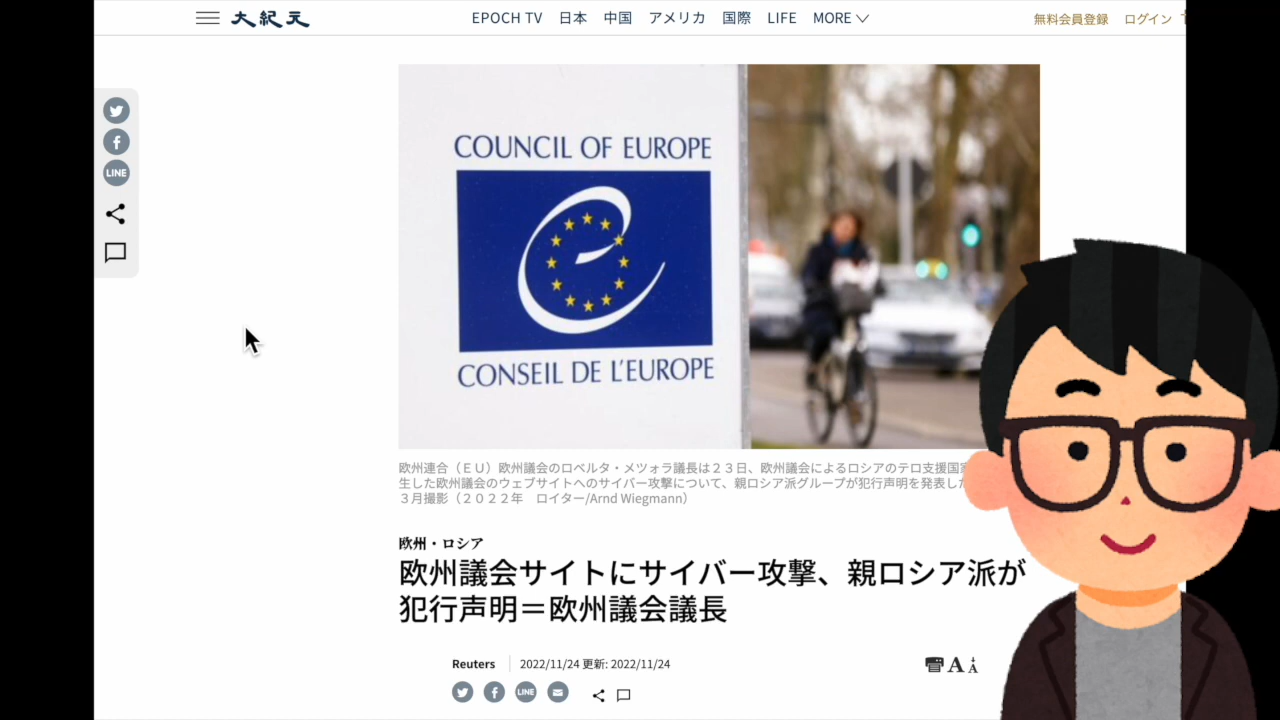 大紀元
EPOCH TV 日本 中国 アメリカ 国際 LIFE MORE
無料会員登録 ログイン
LINE
COUNCIL OF EUROPE
CONSEIL DE L'EUROPE
欧州連合（ＥＵ）欧州議会のロベルタ・メツォラ議長は２３日、欧州議会によるロシアのテロ支援国
生した欧州議会のウェブサイトへのサイバー攻撃について、親ロシア派グループが犯行声明を発表し
３月撮影（２０２２年　ロイター/Arnd Wiegmann）
欧州・ロシア
欧州議会サイトにサイバー攻撃、親ロシア派が
犯行声明＝欧州議会議長
Reuters 2022/11/24 更新: 2022/11/24
A A
LINE